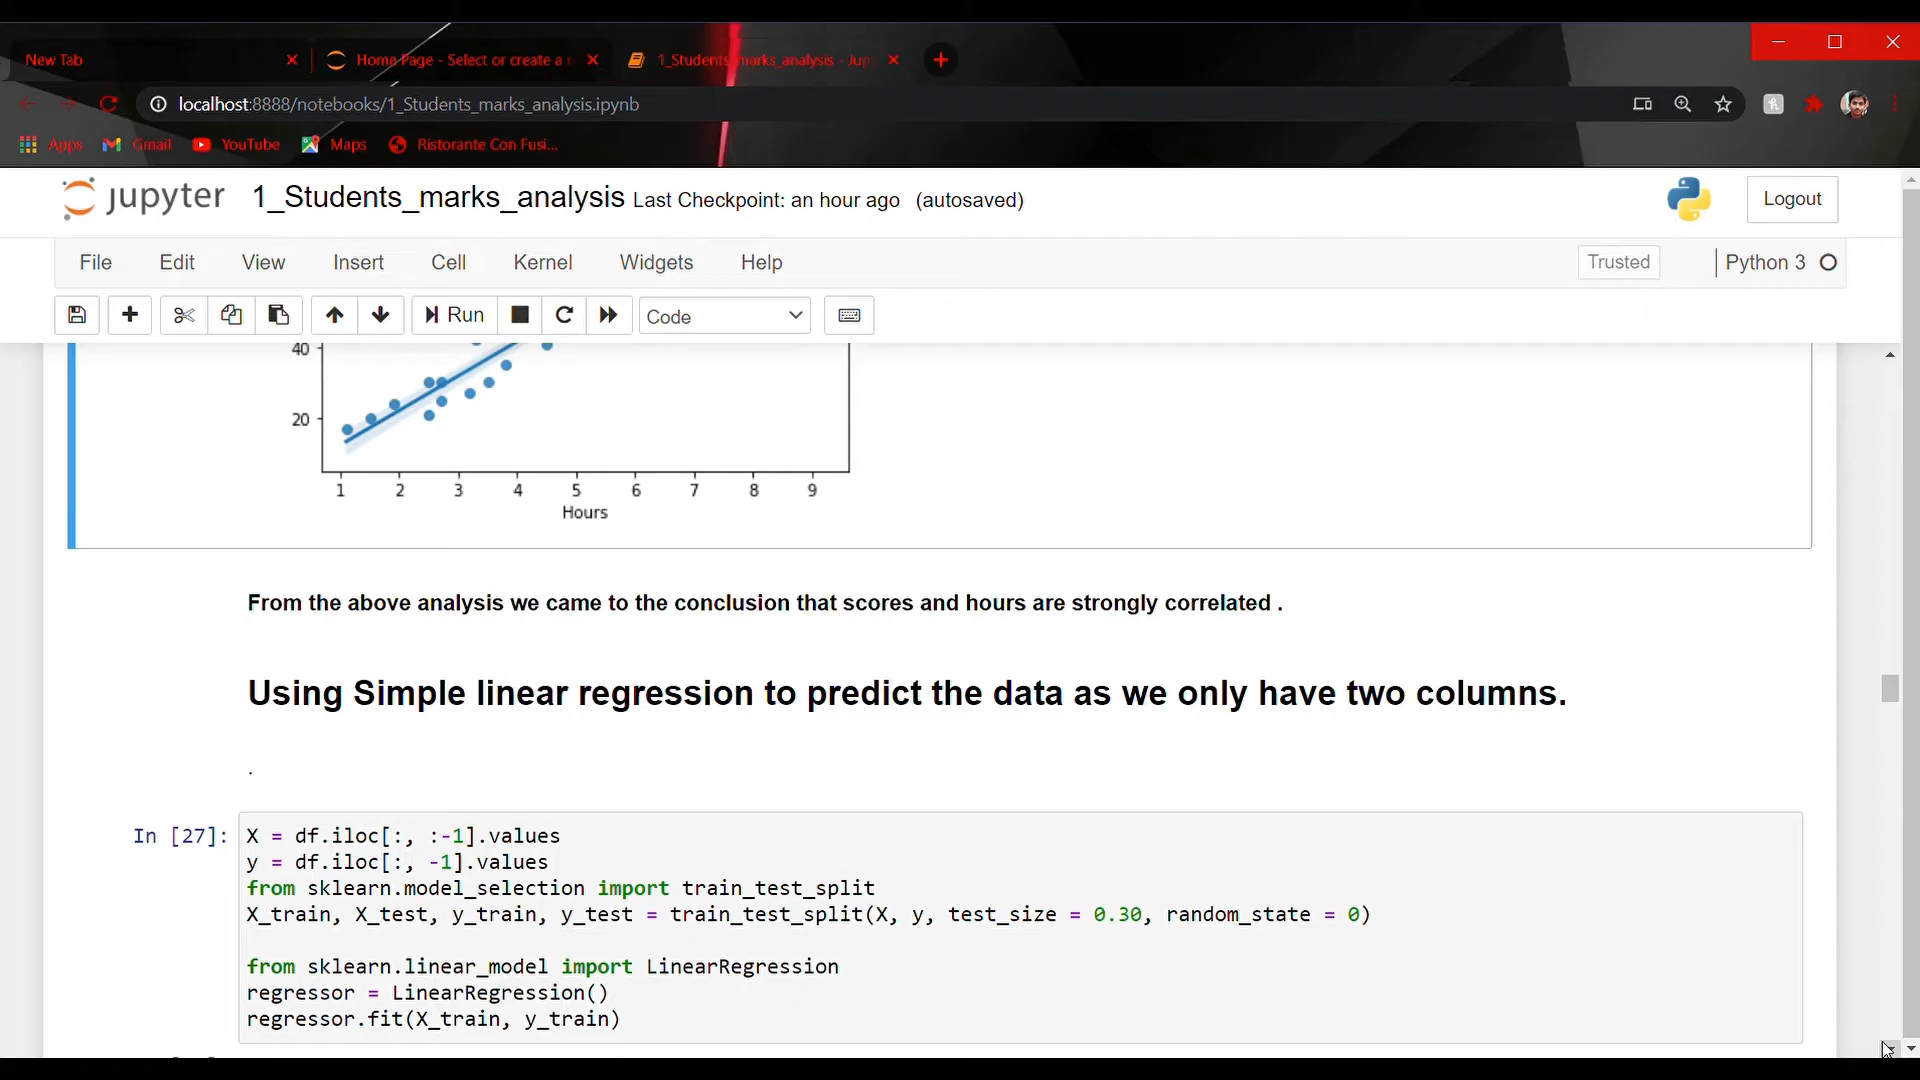 New Tab
Home Page - Select or create a n
1_Students_marks_analysis - Jup
localhost:8888/notebooks/1_Students_marks_analysis.ipynb
Apps
Gmail
YouTube
Maps
Ristorante Con Fusi...
jupyter
1_Students_marks_analysis Last Checkpoint: an hour ago (autosaved)
Logout
File
Edit
View
Insert
Cell
Kernel
Widgets
Help
Trusted
Python 3
Run
Code
40
20
1 2 3 4 5 6 7 8 9
Hours
From the above analysis we came to the conclusion that scores and hours are strongly correlated .
Using Simple linear regression to predict the data as we only have two columns.
.
In [27]:
X = df.iloc[:, :-1].values
y = df.iloc[:, -1].values
from sklearn.model_selection import train_test_split
X_train, X_test, y_train, y_test = train_test_split(X, y, test_size = 0.30, random_state = 0)
from sklearn.linear_model import LinearRegression
regressor = LinearRegression()
regressor.fit(X_train, y_train)